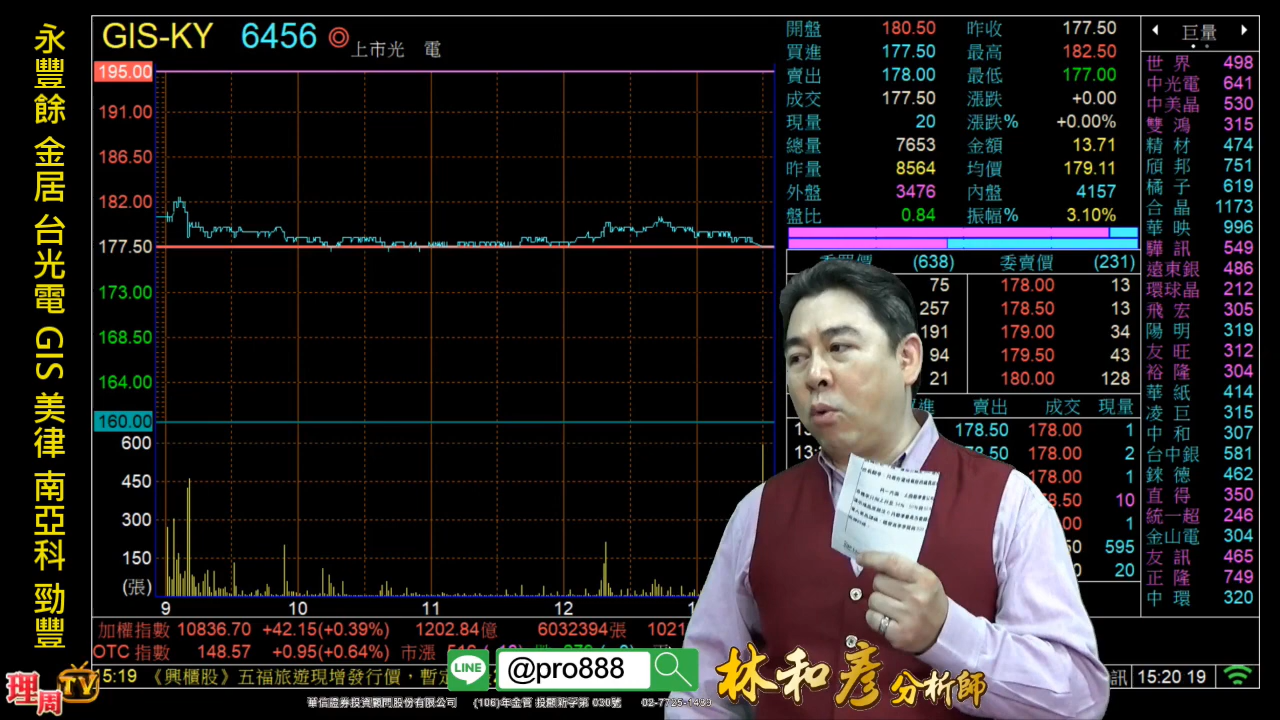 永豐餘 金居 台光電 GIS 美律 南亞科 勁豐
GIS-KY 6456 ◎上市光 電
195.00
191.00
186.50
182.00
177.50
173.00
168.50
164.00
160.00
600
450
300
150
(張)
9 10 11 12
開盤 180.50 昨收 177.50
買進 177.50 最高 182.50
賣出 178.00 最低 177.00
成交 177.50 漲跌 +0.00
現量 20 漲跌% +0.00%
總量 7653 金額 13.71
昨量 8564 均價 179.11
外盤 3476 內盤 4157
盤比 0.84 振幅% 3.10%
(638) 委賣價 (231)
75 178.00 13
257 178.50 13
191 179.00 34
94 179.50 43
21 180.00 128
進 賣出 成交 現量
178.50 178.00 1
178.00 2
1
10
1
595
20
巨量
世界 498
中光電 641
中美晶 530
雙鴻 315
精材 474
頎邦 751
橘子 619
合晶 1173
華映 996
驊訊 549
遠東銀 486
環球晶 212
飛宏 305
陽明 319
友旺 312
裕隆 304
華紙 414
凌巨 315
中和 307
台中銀 581
錸德 462
直得 350
統一超 246
金山電 304
友訊 465
正隆 749
中環 320
加權指數 10836.70 +42.15(+0.39%) 1202.84億 6032394張
OTC 指數 148.57 +0.95(+0.64%) 市漲
5:19 《興櫃股》五福旅遊現增發行價，暫定
訊 15:20 19
理周TV
LINE @pro888
林和彥分析師
華信證券投資顧問股份有限公司 (106)年金管 投顧新字第 030號 02-7725-1489